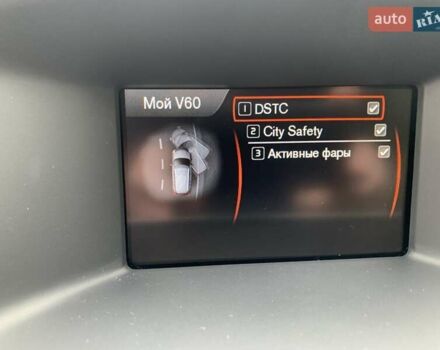 auto RIA
Мой V60
1 DSTC
2 City Safety
3 Активные фары